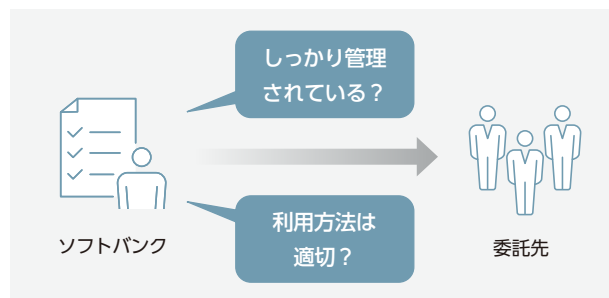 しっかり管理
されている？
利用方法は
適切？
ソフトバンク
委託先